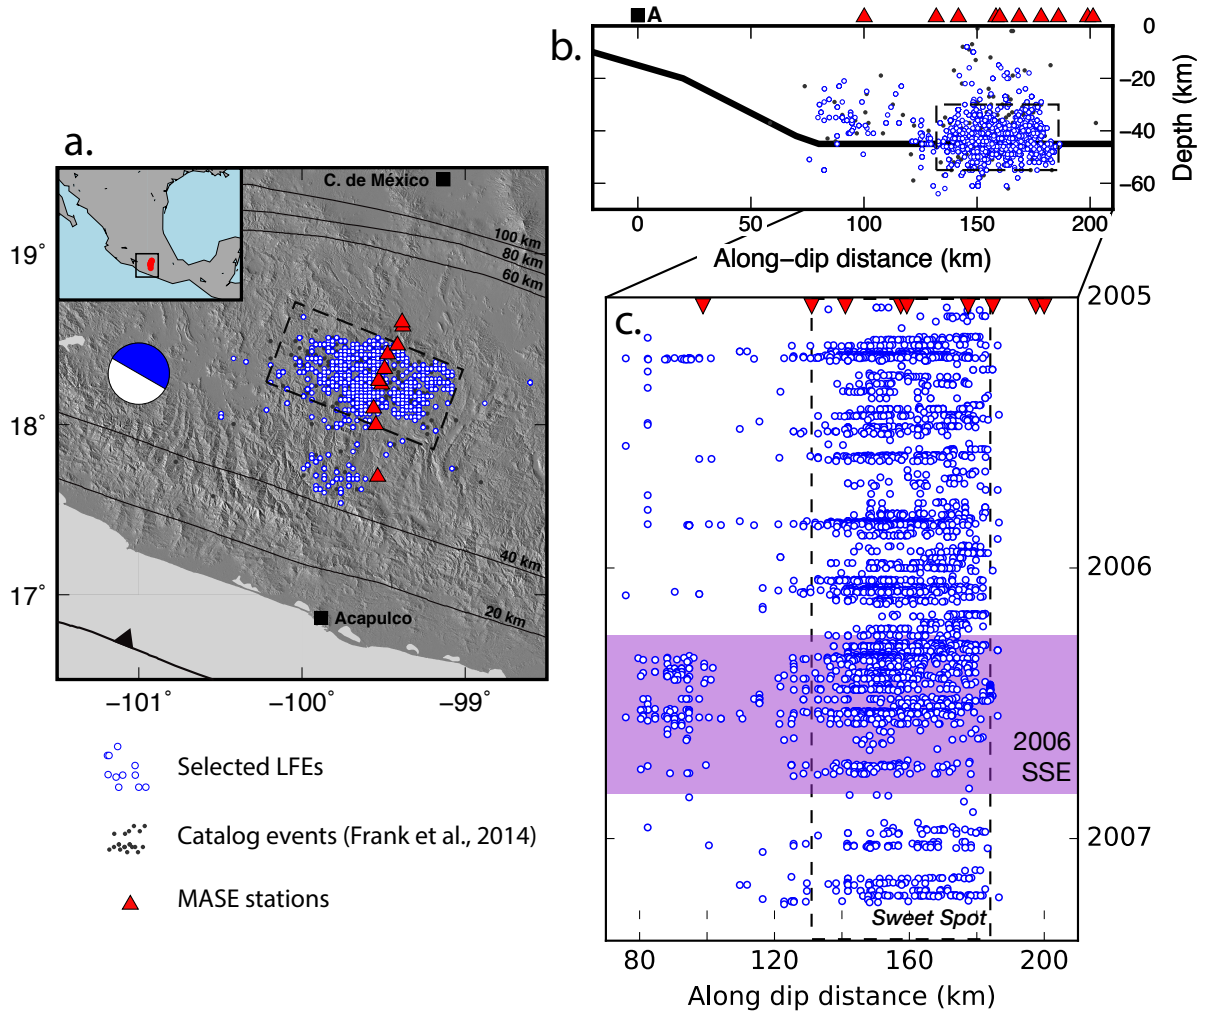 a.
C. de México
100 km
80 km
60 km
40 km
20 km
Acapulco
19°
18°
17°
−101
−100
−99
Selected LFEs
Catalog events (Frank et al., 2014)
MASE stations
b.
A
0
−20
−40
−60
Depth (km)
0
50
100
150
200
Along−dip distance (km)
c.
2005
2006
2007
2006
SSE
Sweet Spot
80
120
160
200
Along dip distance (km)